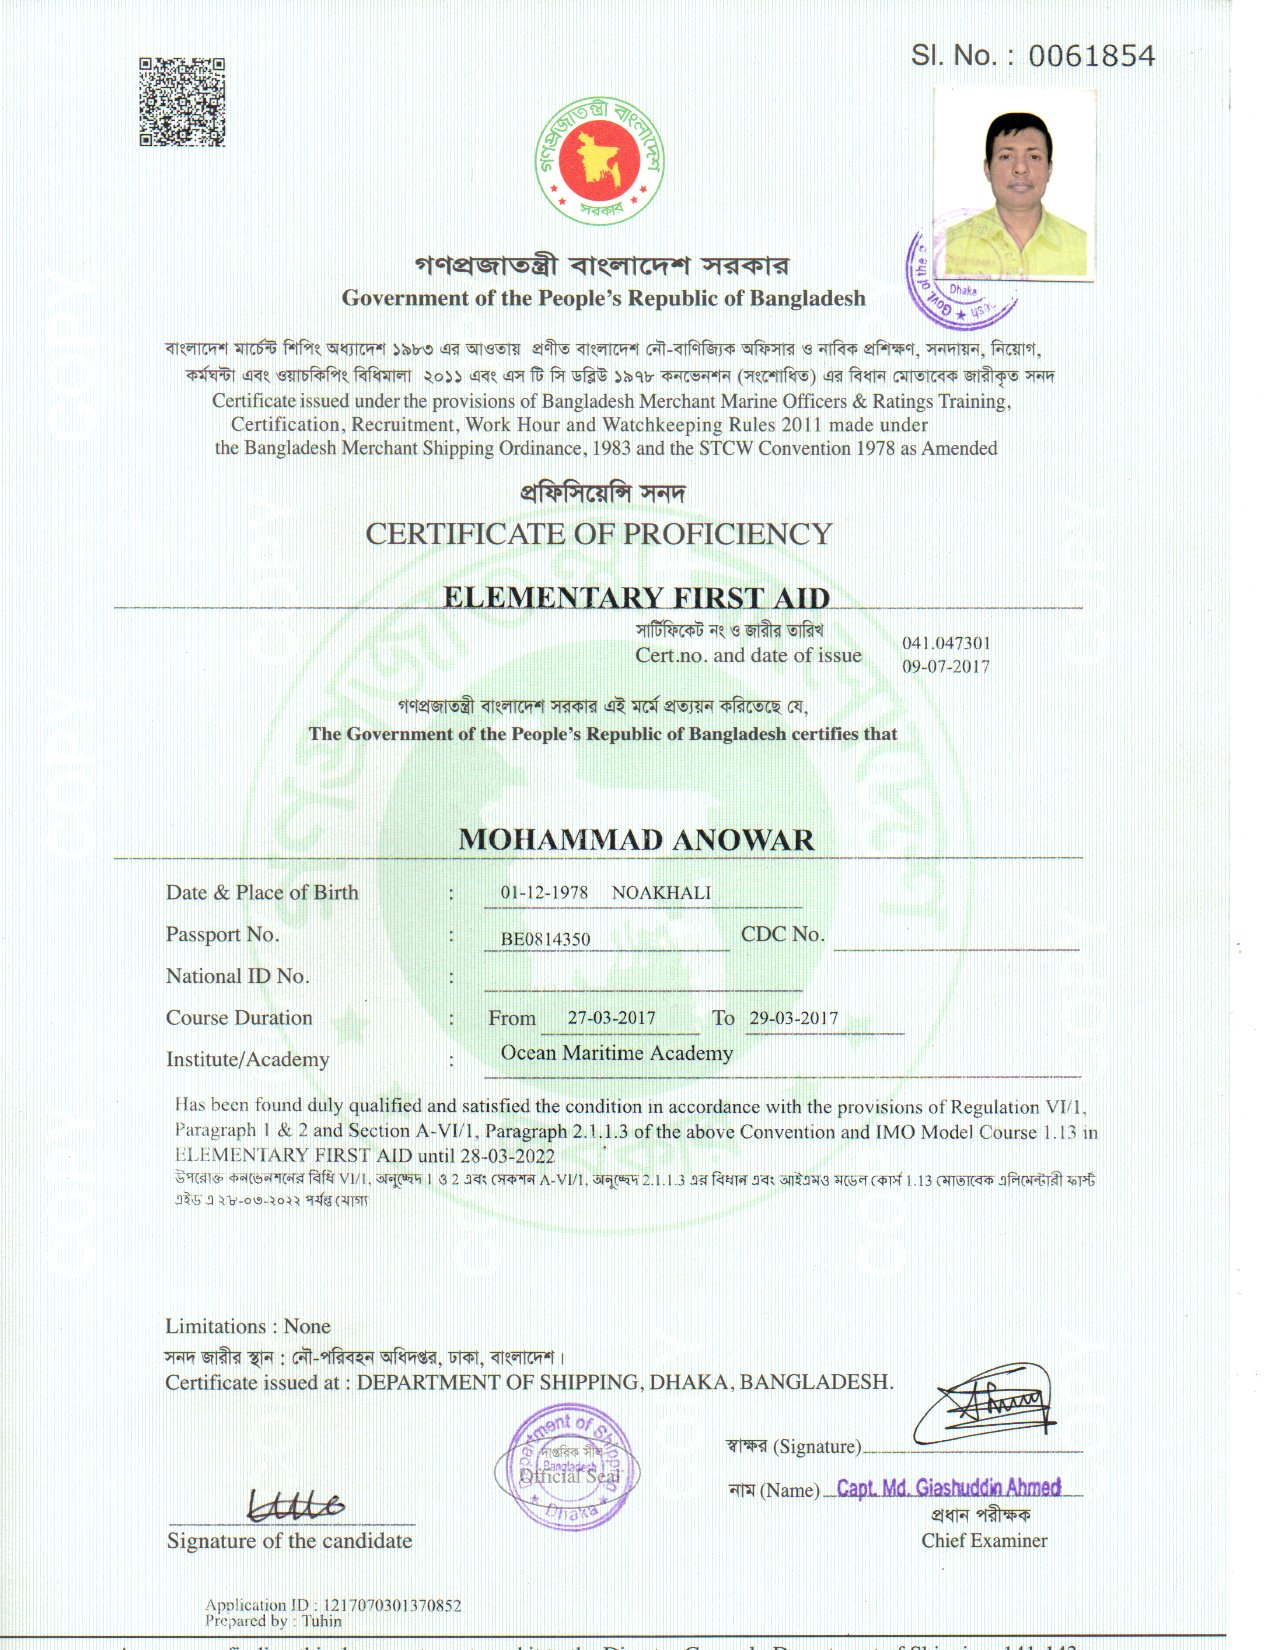 Sl. No. : 0061854
গণপ্রজাতন্ত্রী বাংলাদেশ
সরকার
গণপ্রজাতন্ত্রী বাংলাদেশ সরকার
Government of the People's Republic of Bangladesh
Govt. of the
Dhaka
বাংলাদেশ মার্চেন্ট শিপিং অধ্যাদেশ ১৯৮৩ এর আওতায় প্রণীত বাংলাদেশ নৌ-বাণিজ্যিক অফিসার ও নাবিক প্রশিক্ষণ, সনদায়ন, নিয়োগ,
কর্মঘন্টা এবং ওয়াচকিপিং বিধিমালা ২০১১ এবং এস টি সি ডব্লিউ ১৯৭৮ কনভেনশন (সংশোধিত) এর বিধান মোতাবেক জারীকৃত সনদ
Certificate issued under the provisions of Bangladesh Merchant Marine Officers & Ratings Training,
Certification, Recruitment, Work Hour and Watchkeeping Rules 2011 made under
the Bangladesh Merchant Shipping Ordinance, 1983 and the STCW Convention 1978 as Amended
প্রফিসিয়েন্সি সনদ
CERTIFICATE OF PROFICIENCY
ELEMENTARY FIRST AID
সার্টিফিকেট নং ও জারীর তারিখ
Cert.no. and date of issue
041.047301
09-07-2017
গণপ্রজাতন্ত্রী বাংলাদেশ সরকার এই মর্মে প্রত্যয়ন করিতেছে যে,
The Government of the People's Republic of Bangladesh certifies that
MOHAMMAD ANOWAR
Date & Place of Birth : 01-12-1978 NOAKHALI
Passport No. : BE0814350 CDC No.
National ID No. :
Course Duration : From 27-03-2017 To 29-03-2017
Institute/Academy : Ocean Maritime Academy
Has been found duly qualified and satisfied the condition in accordance with the provisions of Regulation VI/1,
Paragraph 1 & 2 and Section A-VI/1, Paragraph 2.1.1.3 of the above Convention and IMO Model Course 1.13 in
ELEMENTARY FIRST AID until 28-03-2022
উপরোক্ত কনভেনশনের বিধি VI/1, অনুচ্ছেদ 1 ও 2 এবং সেকশন A-VI/1, অনুচ্ছেদ 2.1.1.3 এর বিধান এবং আইএমও মডেল কোর্স 1.13 মোতাবেক এলিমেন্টারী ফার্স্ট
এইড এ ২৮-০৩-২০২২ পর্যন্ত যোগ্য
Limitations : None
সনদ জারীর স্থান : নৌ-পরিবহন অধিদপ্তর, ঢাকা, বাংলাদেশ।
Certificate issued at : DEPARTMENT OF SHIPPING, DHAKA, BANGLADESH.
স্বাক্ষর (Signature)
Department of Shipping
দাপ্তরিক সীল
Bangladesh
Official Seal
Dhaka
নাম (Name) Capt. Md. Giashuddin Ahmed
প্রধান পরীক্ষক
Chief Examiner
Signature of the candidate
Application ID : 1217070301370852
Prepared by : Tuhin